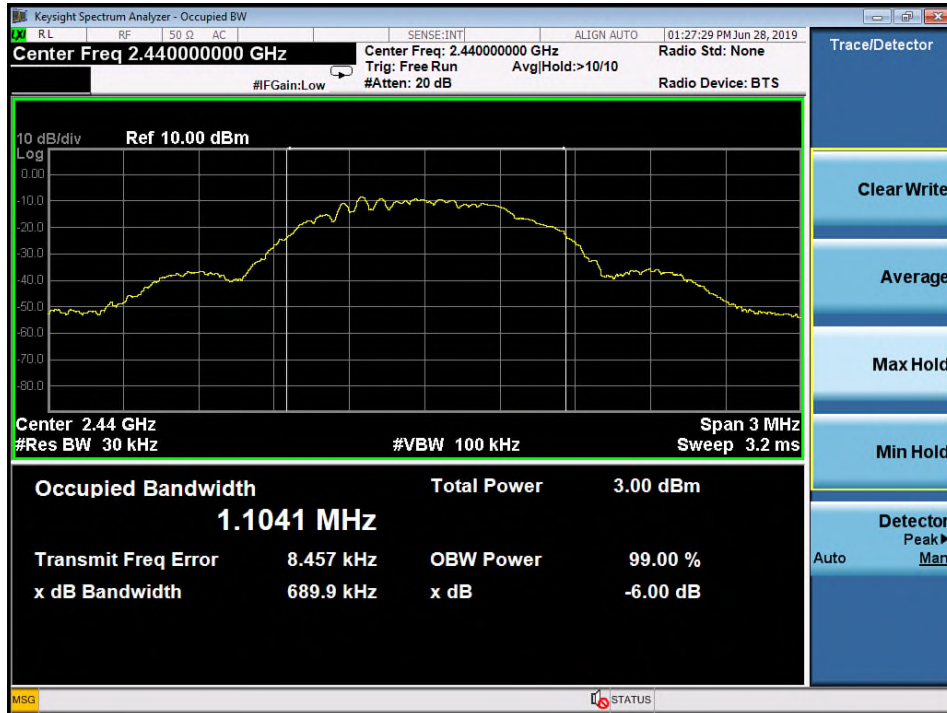 Keysight Spectrum Analyzer - Occupied BW
LXI RL RF 50 Ω AC SENSE:INT ALIGN AUTO 01:27:29 PM Jun 28, 2019
Center Freq 2.440000000 GHz
Center Freq: 2.440000000 GHz Radio Std: None
Trig: Free Run Avg|Hold:>10/10
#IFGain:Low #Atten: 20 dB Radio Device: BTS
Trace/Detector
10 dB/div Ref 10.00 dBm
Log
0.00
-10.0
-20.0
-30.0
-40.0
-50.0
-60.0
-70.0
-80.0
Center 2.44 GHz Span 3 MHz
#Res BW 30 kHz #VBW 100 kHz Sweep 3.2 ms
Clear Write
Average
Max Hold
Min Hold
Detector
Peak▶
Auto Man
Occupied Bandwidth Total Power 3.00 dBm
1.1041 MHz
Transmit Freq Error 8.457 kHz OBW Power 99.00 %
x dB Bandwidth 689.9 kHz x dB -6.00 dB
MSG STATUS